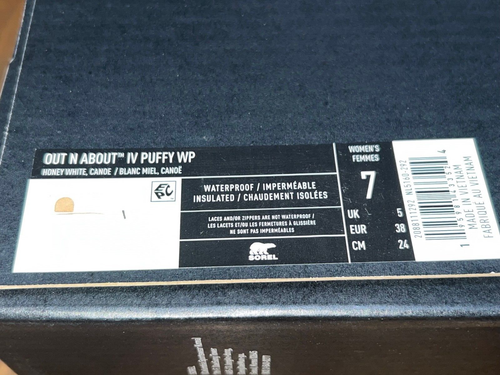 OUT N ABOUT™ IV PUFFY WP
HONEY WHITE, CANOE / BLANC MIEL, CANOË
WATERPROOF / IMPERMÉABLE
INSULATED / CHAUDEMENT ISOLÉES
LACES AND/OR ZIPPERS ARE NOT WATERPROOF /
LES LACETS ET/OU LES FERMETURES À GLISSIÈRE
NE SONT PAS IMPERMÉABLES
SOREL
WOMEN'S
FEMMES
7
UK 5
EUR 38
CM 24
MADE IN VIETNAM
FABRIQUÉ AU VIETNAM